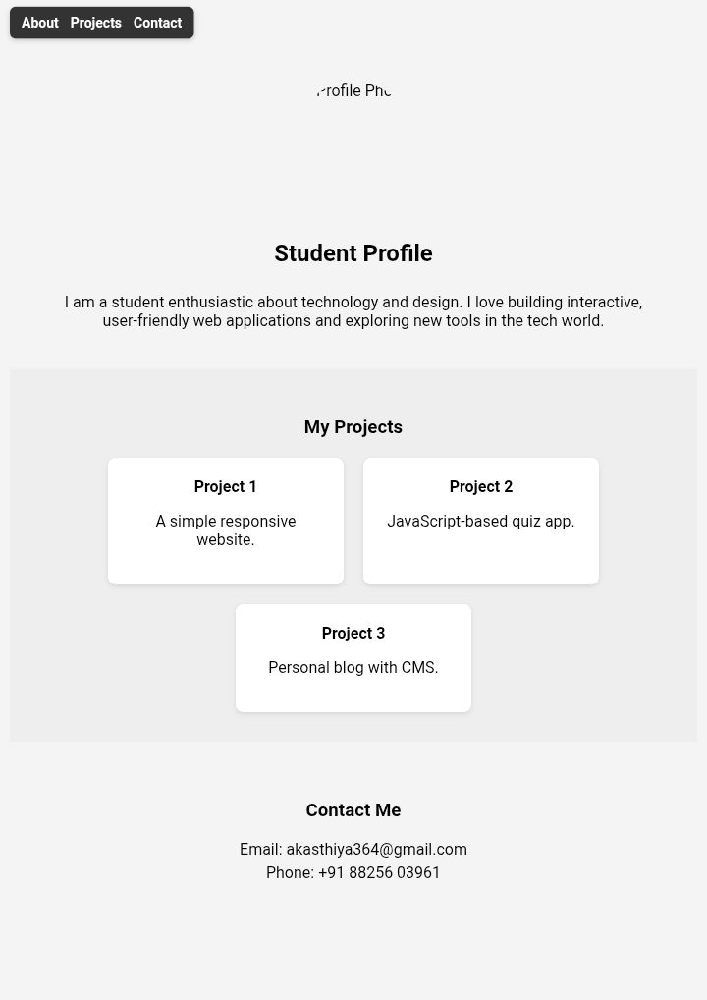 About Projects Contact
rofile Pho
Student Profile
I am a student enthusiastic about technology and design. I love building interactive,
user-friendly web applications and exploring new tools in the tech world.
My Projects
Project 1
A simple responsive
website.
Project 2
JavaScript-based quiz app.
Project 3
Personal blog with CMS.
Contact Me
Email: akasthiya364@gmail.com
Phone: +91 88256 03961